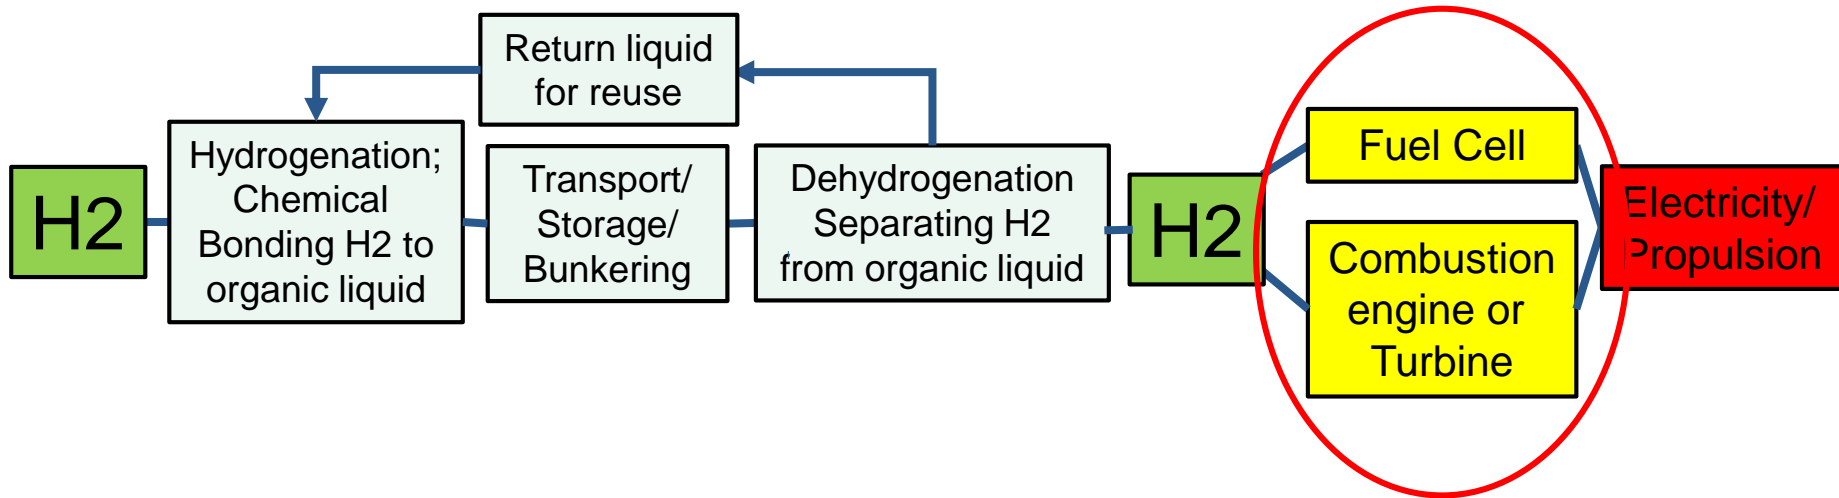 Return liquid
for reuse
H2
Hydrogenation;
Chemical
Bonding H2 to
organic liquid
Transport/
Storage/
Bunkering
Dehydrogenation
Separating H2
from organic liquid
H2
Fuel Cell
Combustion
engine or
Turbine
Electricity/
Propulsion